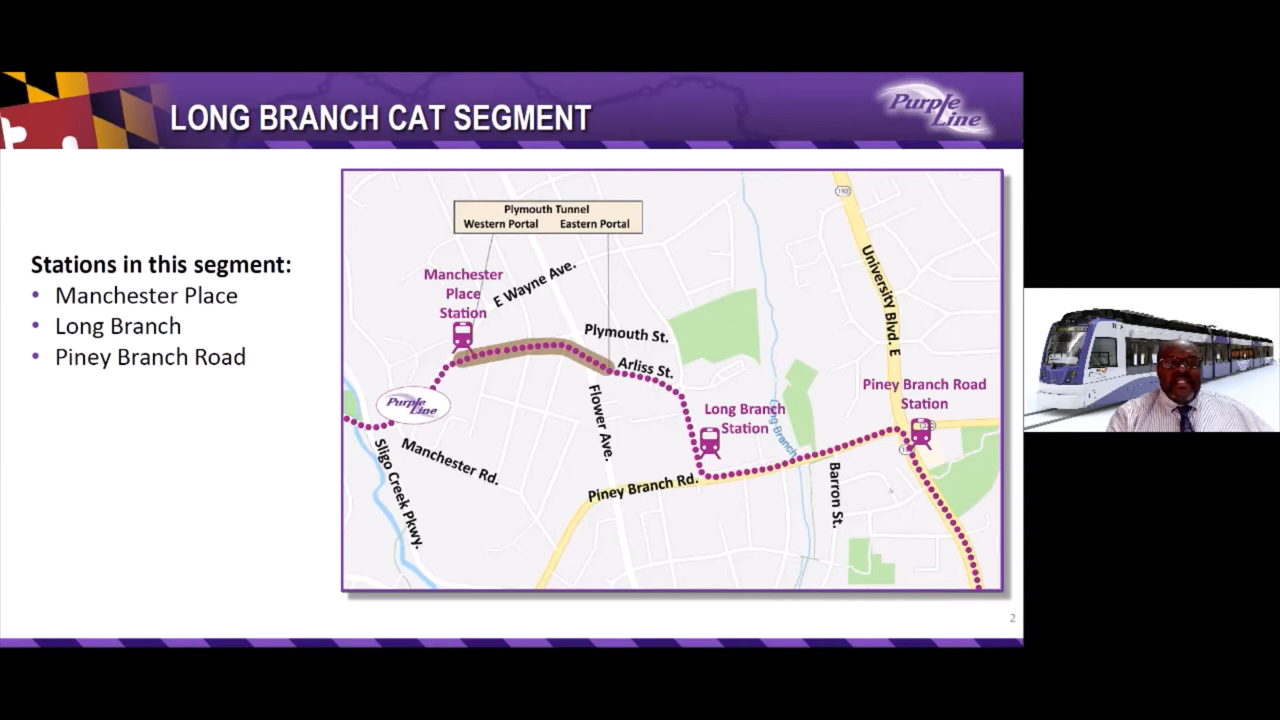 LONG BRANCH CAT SEGMENT
Purple
Line
Stations in this segment:
• Manchester Place
• Long Branch
• Piney Branch Road
Plymouth Tunnel
Western Portal Eastern Portal
193
Manchester
Place
Station
E Wayne Ave.
University Blvd. E
Plymouth St.
Arliss St.
Purple
Line
Flower Ave.
Long Branch
Station
Long Branch
Piney Branch Road
Station
Manchester Rd.
Sligo Creek Pkwy.
Piney Branch Rd.
Barron St.
2